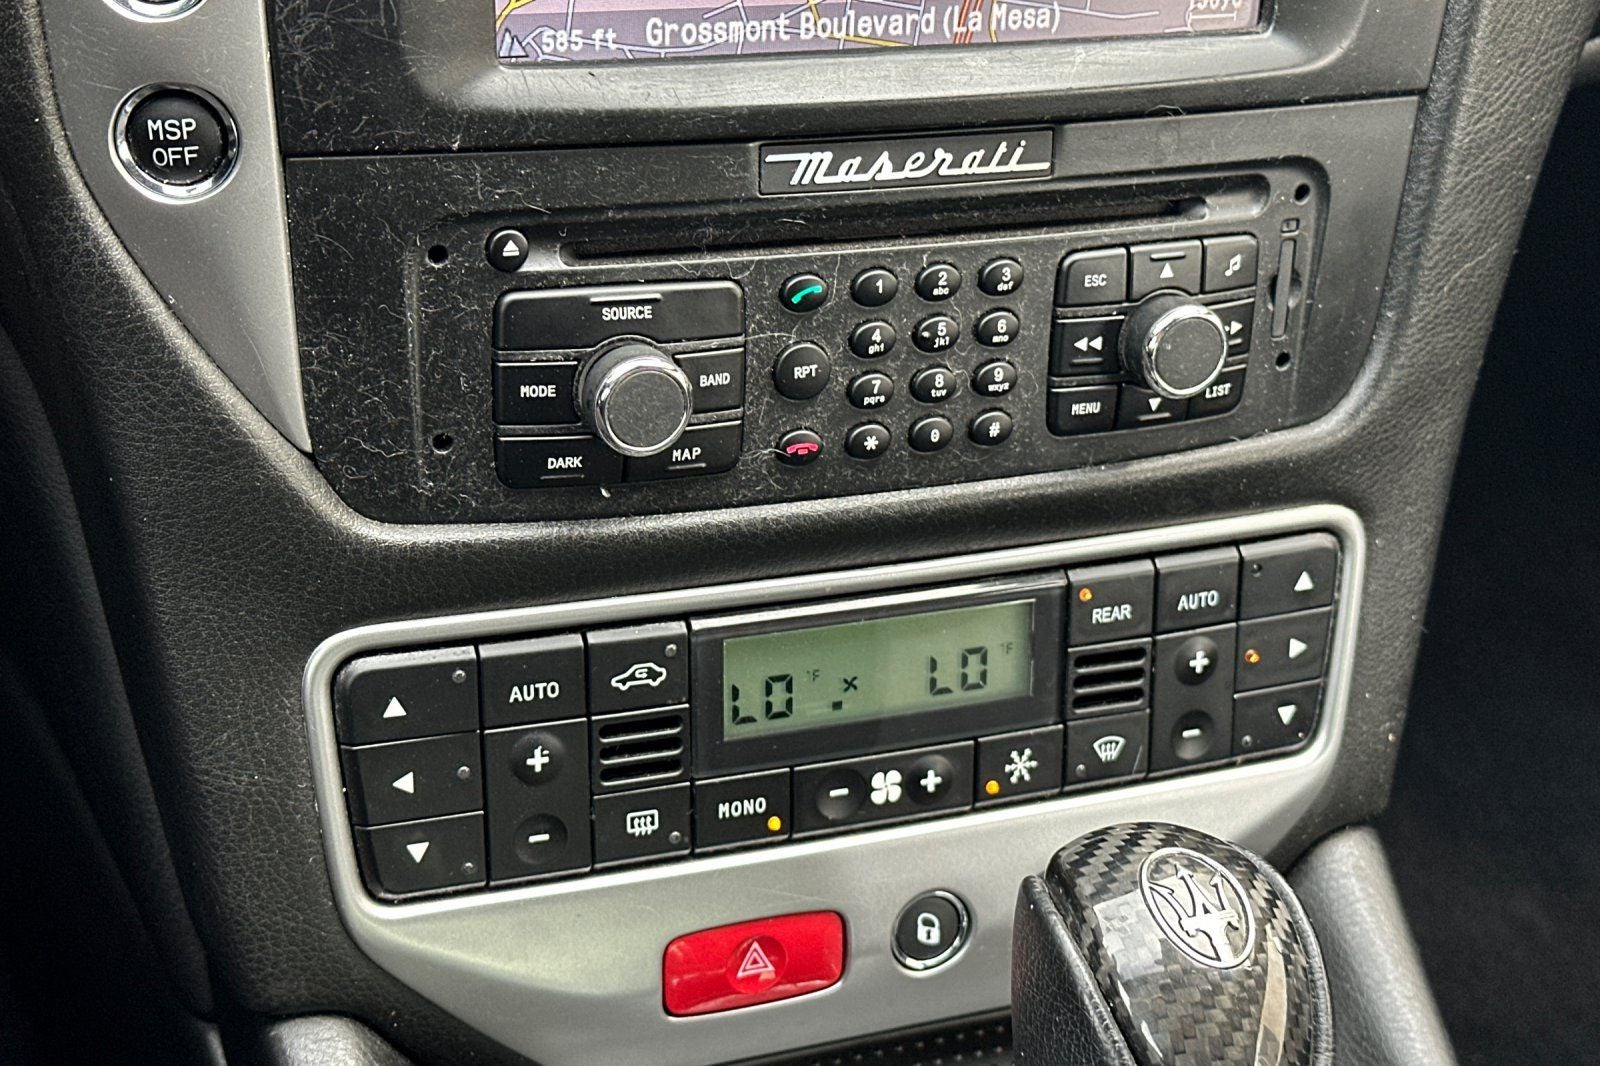 585 ft Grossmont Boulevard (La Mesa)
MSP
OFF
Maserati
SOURCE
MODE
BAND
DARK
MAP
1
2
abc
3
def
4
ghi
5
jkl
6
mno
RPT
7
pqrs
8
tuv
9
wxyz
*
0
#
ESC
MENU
LIST
AUTO
LO °F
LO °F
REAR
AUTO
+
-
+
-
MONO
- +